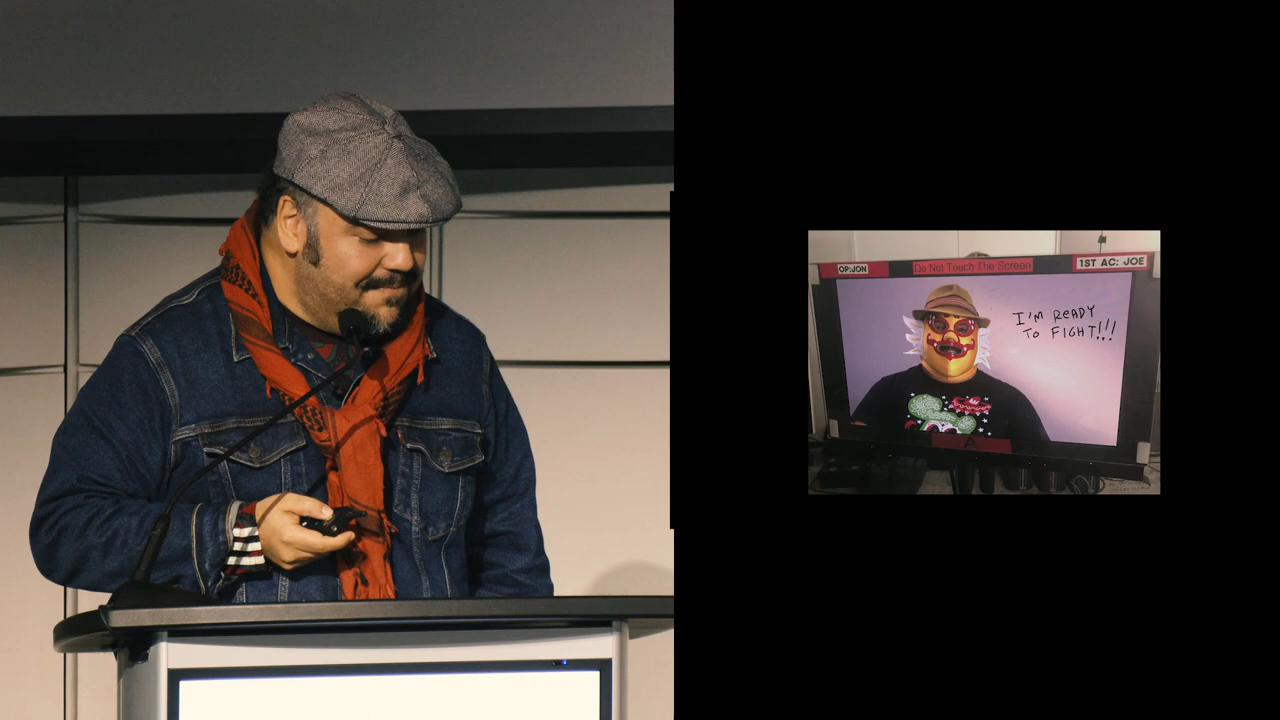 OP:JON
Do Not Touch The Screen
1ST AC: JOE
I'M READY
TO FIGHT!!!
A